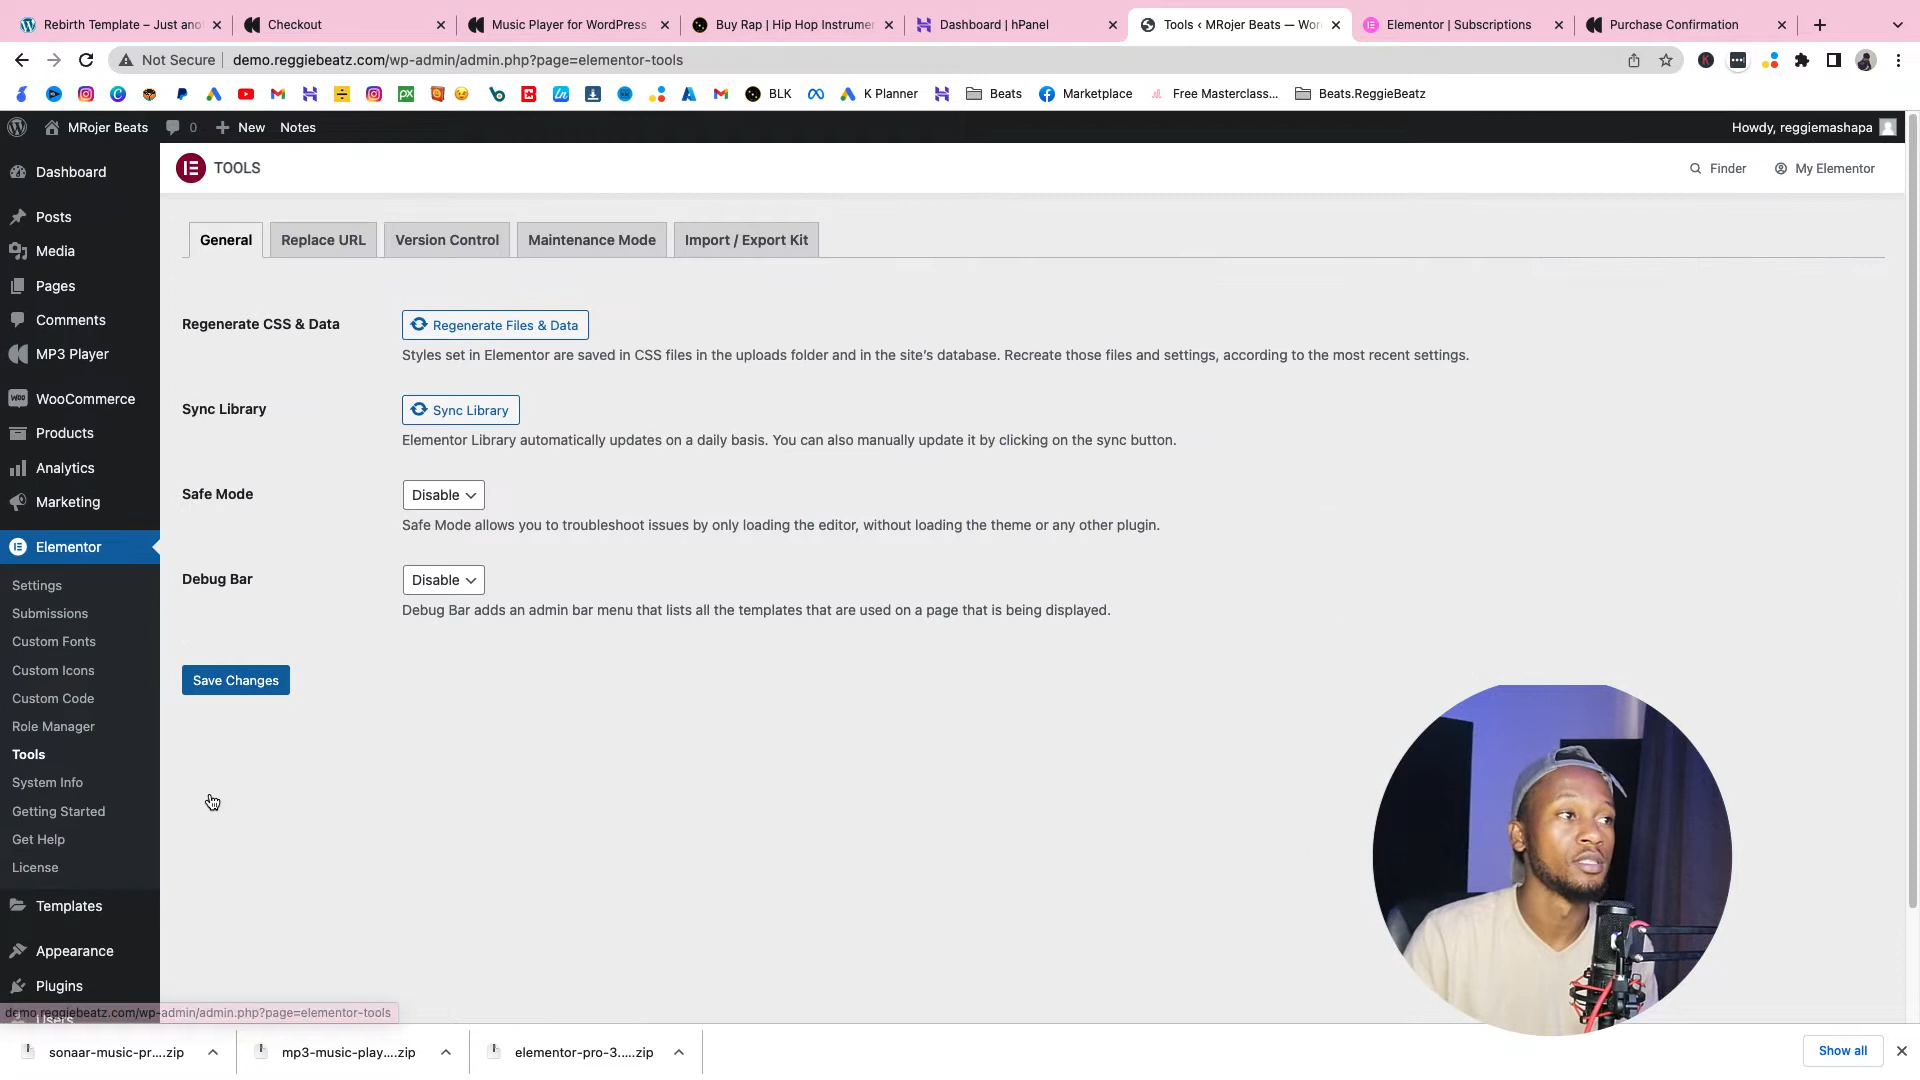 Rebirth Template – Just ano
Checkout
Music Player for WordPress
Buy Rap | Hip Hop Instrumen
Dashboard | hPanel
Tools ‹ MRojer Beats — Wor
Elementor | Subscriptions
Purchase Confirmation
Not Secure
demo.reggiebeatz.com/wp-admin/admin.php?page=elementor-tools
BLK
K Planner
Beats
Marketplace
Free Masterclass...
Beats.ReggieBeatz
MRojer Beats
0
New
Notes
Howdy, reggiemashapa
TOOLS
Finder
My Elementor
Dashboard
Posts
Media
Pages
Comments
MP3 Player
WooCommerce
Products
Analytics
Marketing
Elementor
Settings
Submissions
Custom Fonts
Custom Icons
Custom Code
Role Manager
Tools
System Info
Getting Started
Get Help
License
Templates
Appearance
Plugins
Users
General
Replace URL
Version Control
Maintenance Mode
Import / Export Kit
Regenerate CSS & Data
Regenerate Files & Data
Styles set in Elementor are saved in CSS files in the uploads folder and in the site's database. Recreate those files and settings, according to the most recent settings.
Sync Library
Sync Library
Elementor Library automatically updates on a daily basis. You can also manually update it by clicking on the sync button.
Safe Mode
Disable
Safe Mode allows you to troubleshoot issues by only loading the editor, without loading the theme or any other plugin.
Debug Bar
Disable
Debug Bar adds an admin bar menu that lists all the templates that are used on a page that is being displayed.
Save Changes
demo.reggiebeatz.com/wp-admin/admin.php?page=elementor-tools
sonaar-music-pr....zip
mp3-music-play....zip
elementor-pro-3.....zip
Show all